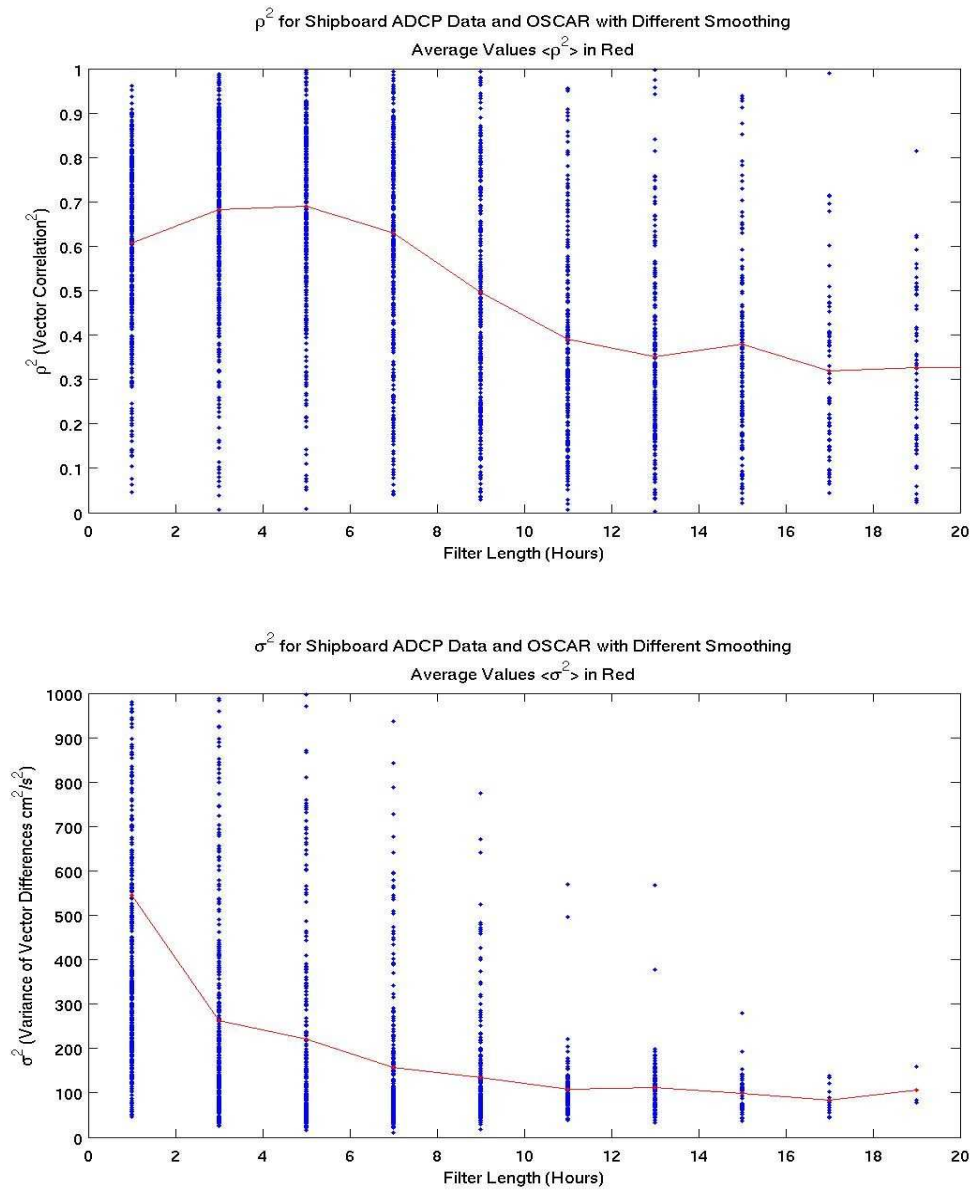 ρ² for Shipboard ADCP Data and OSCAR with Different Smoothing
Average Values <ρ²> in Red
1
0.9
0.8
0.7
0.6
0.5
0.4
0.3
0.2
0.1
0
ρ² (Vector Correlation²)
0 2 4 6 8 10 12 14 16 18 20
Filter Length (Hours)
σ² for Shipboard ADCP Data and OSCAR with Different Smoothing
Average Values <σ²> in Red
1000
900
800
700
600
500
400
300
200
100
0
σ² (Variance of Vector Differences cm²/s²)
0 2 4 6 8 10 12 14 16 18 20
Filter Length (Hours)